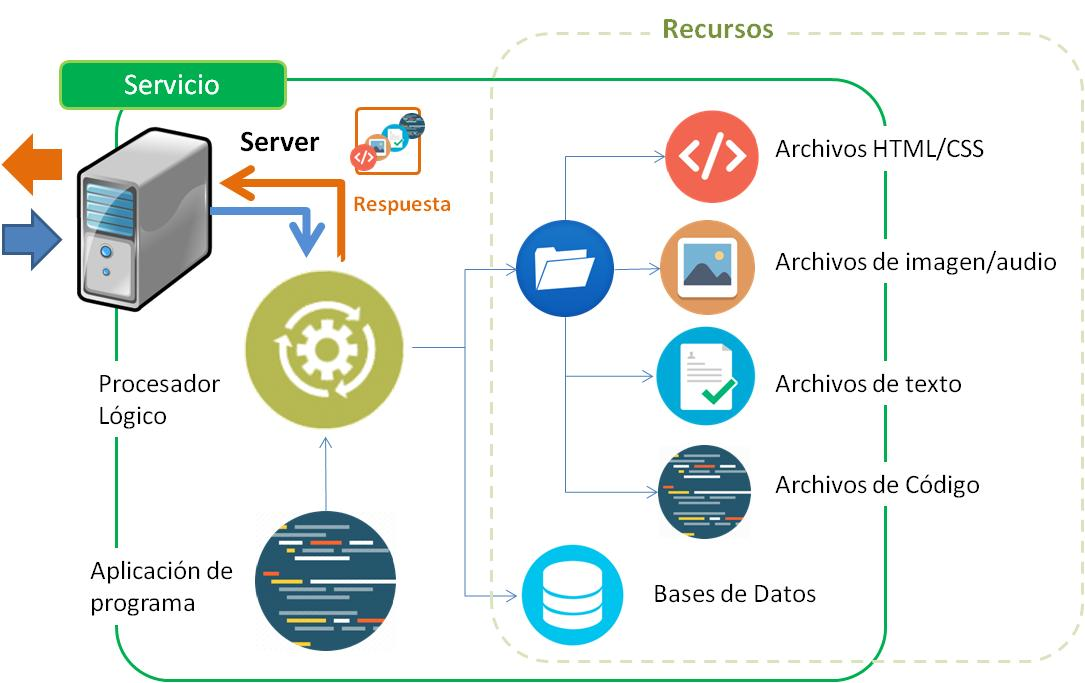 Recursos
Servicio
Server
Respuesta
Archivos HTML/CSS
Archivos de imagen/audio
Procesador
Lógico
Archivos de texto
Archivos de Código
Aplicación de
programa
Bases de Datos